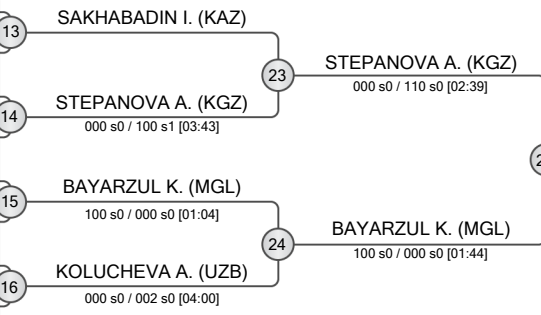 13
SAKHABADIN I. (KAZ)
23
STEPANOVA A. (KGZ)
000 s0 / 110 s0 [02:39]
14
STEPANOVA A. (KGZ)
000 s0 / 100 s1 [03:43]
15
BAYARZUL K. (MGL)
100 s0 / 000 s0 [01:04]
24
BAYARZUL K. (MGL)
100 s0 / 000 s0 [01:44]
16
KOLUCHEVA A. (UZB)
000 s0 / 002 s0 [04:00]